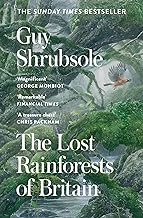 THE SUNDAY TIMES BESTSELLER
Guy
Shrubsole
'Magnificent'
GEORGE MONBIOT
'Remarkable'
FINANCIAL TIMES
'A treasure chest'
CHRIS PACKHAM
The Lost
Rainforests
of Britain